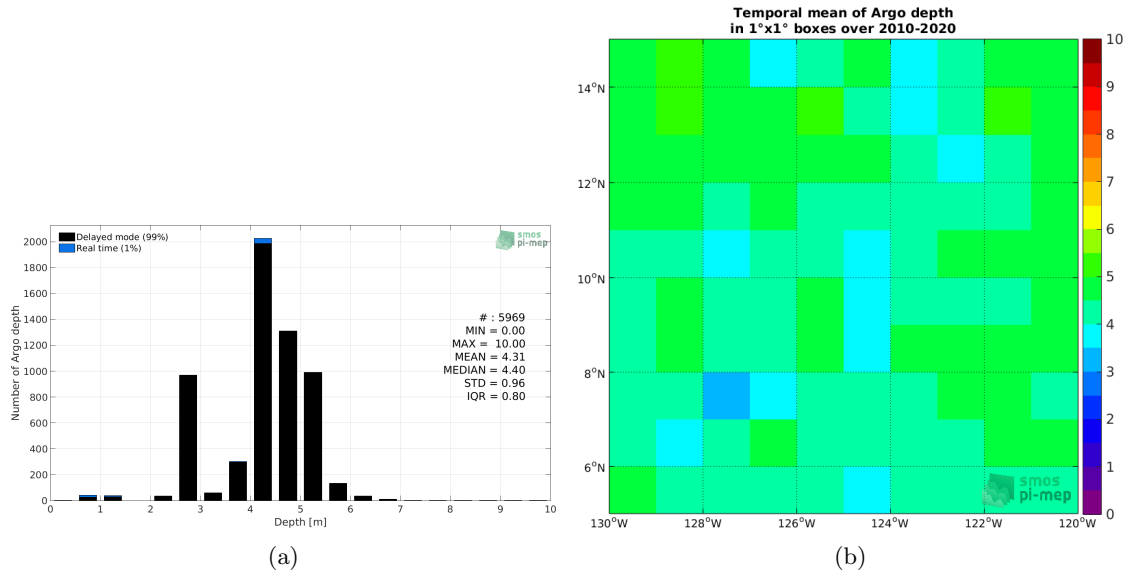 Delayed mode (99%)
Real time (1%)
smos
pi-mep
# : 5969
MIN = 0.00
MAX = 10.00
MEAN = 4.31
MEDIAN = 4.40
STD = 0.96
IQR = 0.80
Number of Argo depth
2000
1800
1600
1400
1200
1000
800
600
400
200
0
0 1 2 3 4 5 6 7 8 9 10
Depth [m]
(a)
Temporal mean of Argo depth
in 1°x1° boxes over 2010-2020
14°N
12°N
10°N
8°N
6°N
130°W 128°W 126°W 124°W 122°W 120°W
smos
pi-mep
10
9
8
7
6
5
4
3
2
1
0
(b)